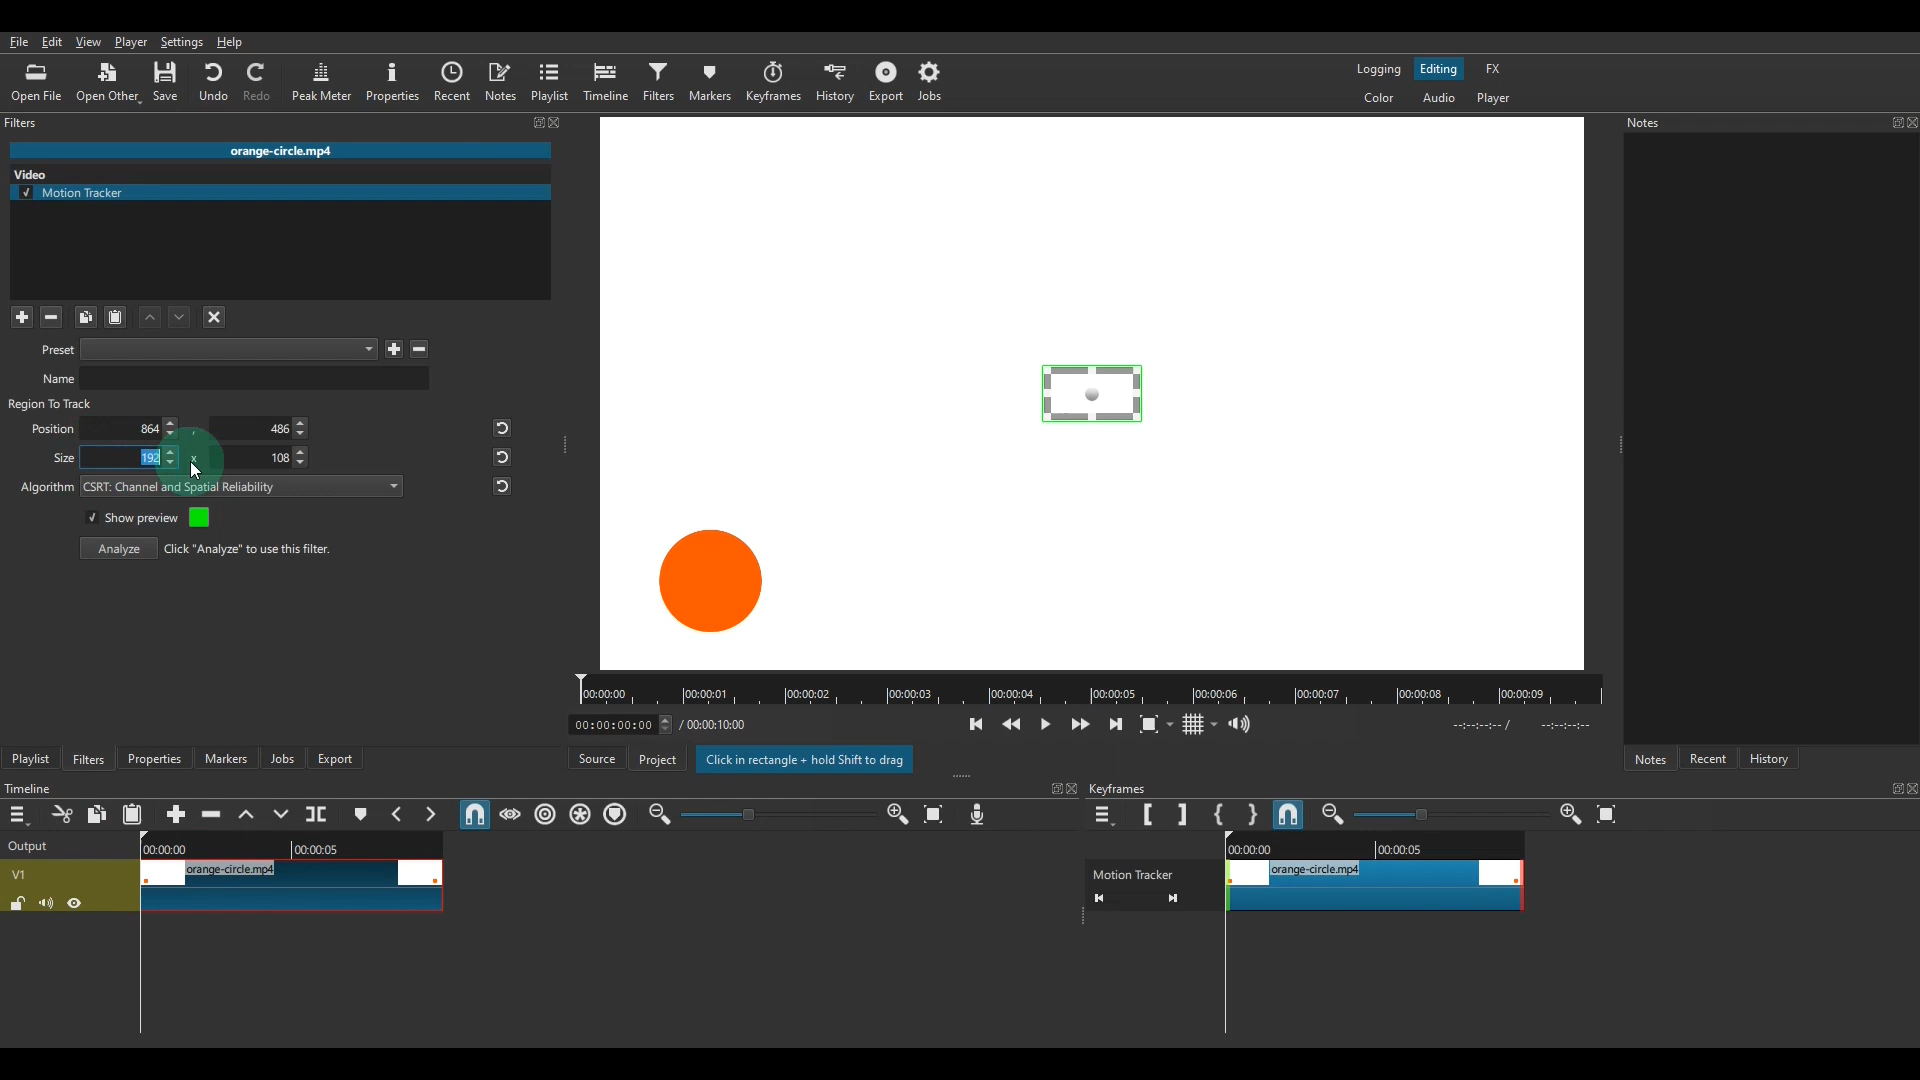 File Edit View Player Settings Help
Open File Open Other Save Undo Redo Peak Meter Properties Recent Notes Playlist Timeline Filters Markers Keyframes History Export Jobs
Logging Editing FX
Color Audio Player
Filters
orange-circle.mp4
Video
Motion Tracker
Preset
Name
Region To Track
Position 864 , 486
Size 192 x 108
Algorithm CSRT: Channel and Spatial Reliability
Show preview
Analyze Click "Analyze" to use this filter.
Notes
00:00:00 00:00:01 00:00:02 00:00:03 00:00:04 00:00:05 00:00:06 00:00:07 00:00:08 00:00:09
00:00:00:00 / 00:00:10:00 --:--:--:-- / --:--:--:--
Playlist Filters Properties Markers Jobs Export
Source Project Click in rectangle + hold Shift to drag
Notes Recent History
Timeline
Output 00:00:00 00:00:05
V1 orange-circle.mp4
Keyframes
00:00:00 00:00:05
Motion Tracker orange-circle.mp4